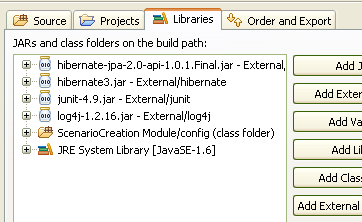 Source Projects Libraries Order and Export
JARs and class folders on the build path:
hibernate-jpa-2.0-api-1.0.1.Final.jar - External,
Add J
hibernate3.jar - External/hibernate
Add Extern
junit-4.9.jar - External/junit
log4j-1.2.16.jar - External/log4j
Add Va
ScenarioCreation Module/config (class folder)
Add Li
JRE System Library [JavaSE-1.6]
Add Class
Add External